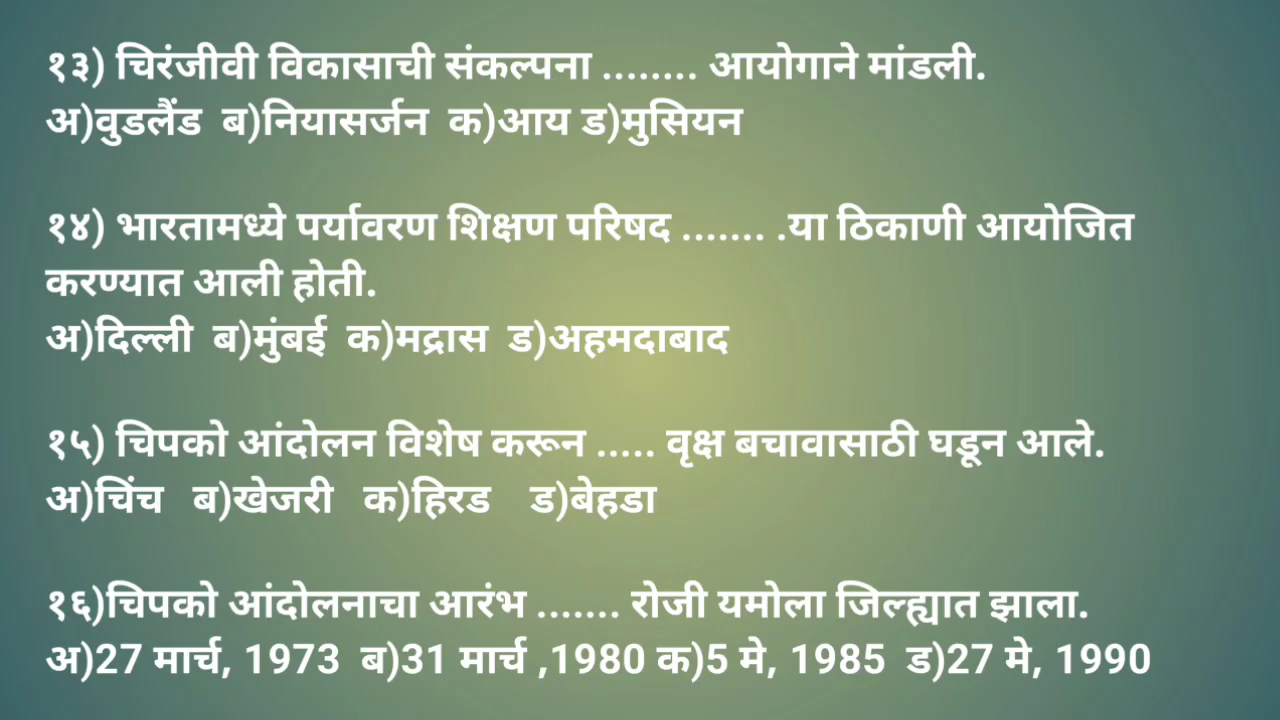 १३) चिरंजीवी विकासाची संकल्पना ........ आयोगाने मांडली.
अ)वुडलैंड ब)नियासर्जन क)आय ड)मुसियन
१४) भारतामध्ये पर्यावरण शिक्षण परिषद ....... .या ठिकाणी आयोजित
करण्यात आली होती.
अ)दिल्ली ब)मुंबई क)मद्रास ड)अहमदाबाद
१५) चिपको आंदोलन विशेष करून ..... वृक्ष बचावासाठी घडून आले.
अ)चिंच ब)खेजरी क)हिरड ड)बेहडा
१६)चिपको आंदोलनाचा आरंभ ....... रोजी यमोला जिल्ह्यात झाला.
अ)27 मार्च, 1973 ब)31 मार्च ,1980 क)5 मे, 1985 ड)27 मे, 1990